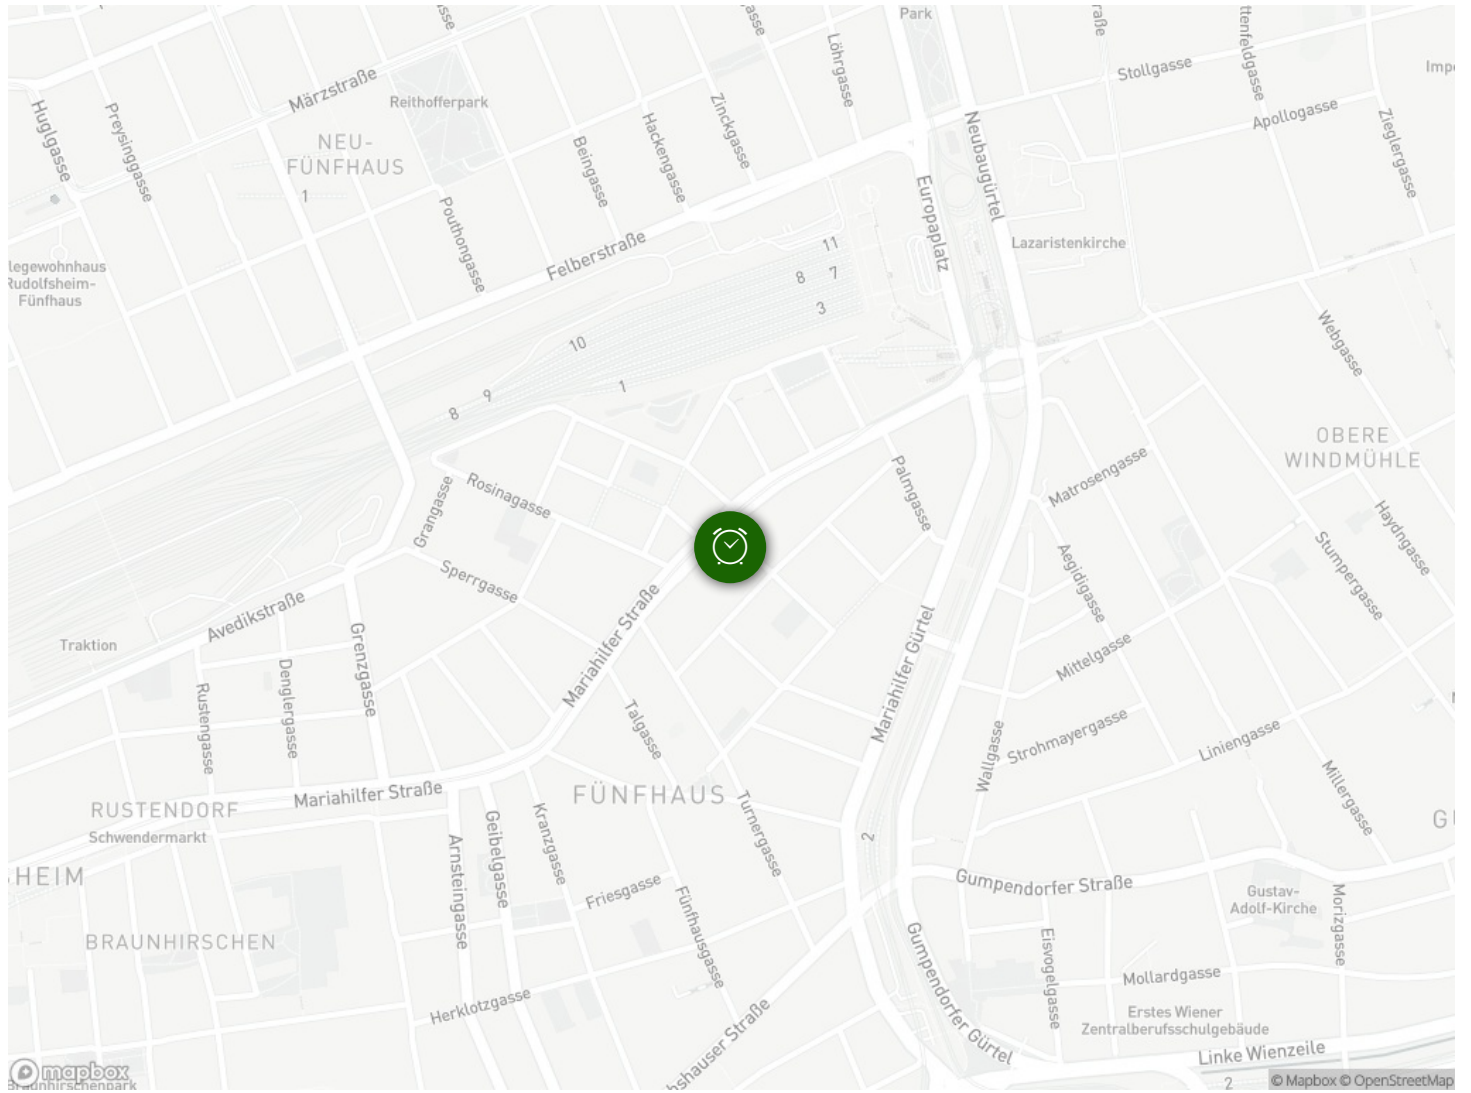 Park
Löhrgasse
Stollgasse
Märzstraße
Reithofferpark
Zinckgasse
Apollogasse
Zieglergasse
Huglgasse
Preysinggasse
Hackengasse
Neubaugürtel
NEU-
FÜNFHAUS
Beingasse
1
Pouthongasse
Europaplatz
Felberstraße
Lazaristenkirche
11
8
7
3
Rudolfsheim-
Fünfhaus
10
1
9
8
Webgasse
OBERE
WINDMÜHLE
Rosinagasse
Grangasse
Palmgasse
Matrosengasse
Haydngasse
Stumpergasse
Sperrgasse
Aegidigasse
Avedikstraße
Mariahilfer Straße
Traktion
Grenzgasse
Mariahilfer Gürtel
Mittelgasse
Rustengasse
Denglergasse
Talgasse
Strohmayergasse
Wallgasse
Liniengasse
Millergasse
Mariahilfer Straße
FÜNFHAUS
RUSTENDORF
Schwendermarkt
Kranzgasse
Geibelgasse
Arnsteingasse
Turnergasse
2
HEIM
Friesgasse
Fünfhausgasse
Gumpendorfer Straße
Gustav-
Adolf-Kirche
Morizgasse
BRAUNHIRSCHEN
Eisvogelgasse
Gumpendorfer Gürtel
Mollardgasse
Herklotzgasse
Erstes Wiener
Zentralberufsschulgebäude
hshauser Straße
Linke Wienzeile
2
mapbox
Braunhirschenpark
© Mapbox © OpenStreetMap